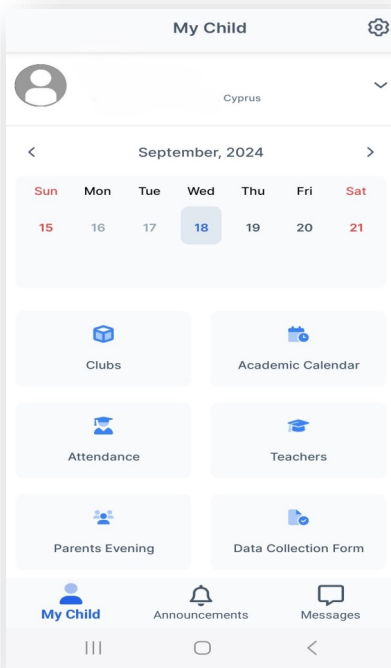 My Child
Cyprus
September, 2024
Sun Mon Tue Wed Thu Fri Sat
15 16 17 18 19 20 21
Clubs Academic Calendar
Attendance Teachers
Parents Evening Data Collection Form
My Child Announcements Messages